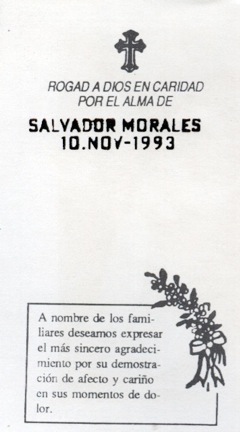 ROGAD A DIOS EN CARIDAD
POR EL ALMA DE
SALVADOR MORALES
10.NOV-1993
A nombre de los fami-
liares deseamos expresar
el más sincero agradeci-
miento por su demostra-
ción de afecto y cariño
en sus momentos de do-
lor.